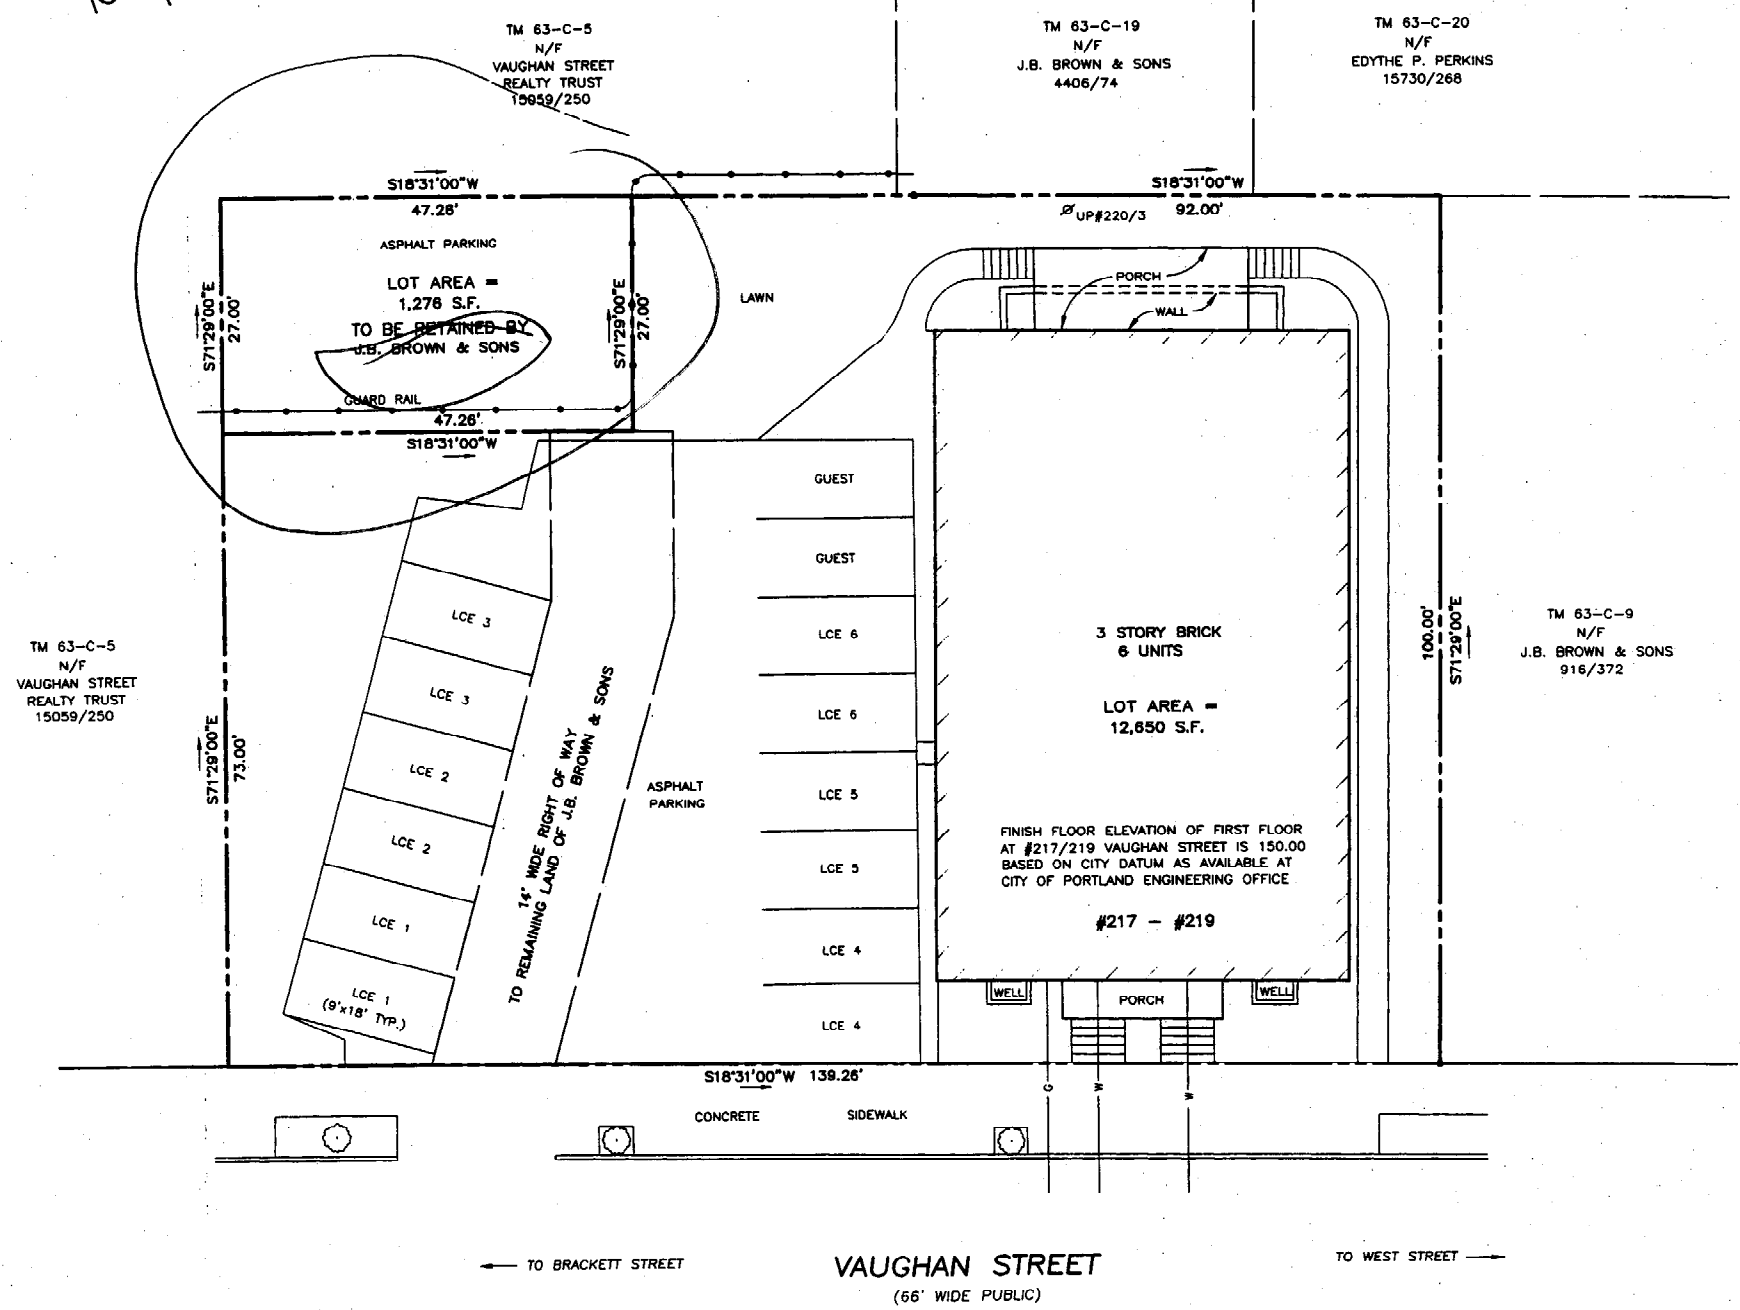 TM 63-C-5
N/F
VAUGHAN STREET
REALTY TRUST
15059/250
TM 63-C-19
N/F
J.B. BROWN & SONS
4406/74
TM 63-C-20
N/F
EDYTHE P. PERKINS
15730/268
S18°31'00"W
47.26'
S18°31'00"W
92.00'
UP#220/3
ASPHALT PARKING
LOT AREA =
1,276 S.F.
TO BE RETAINED BY
J.B. BROWN & SONS
S71°29'00"E
27.00'
S71°29'00"E
27.00'
GUARD RAIL
47.26'
S18°31'00"W
LAWN
PORCH
WALL
GUEST
GUEST
LCE 6
LCE 6
LCE 5
LCE 5
LCE 4
LCE 4
LCE 3
LCE 3
LCE 2
LCE 2
LCE 1
LCE 1
(9'x18' TYP.)
14' WIDE RIGHT OF WAY
TO REMAINING LAND OF J.B. BROWN & SONS
ASPHALT
PARKING
3 STORY BRICK
6 UNITS
LOT AREA =
12,650 S.F.
FINISH FLOOR ELEVATION OF FIRST FLOOR
AT #217/219 VAUGHAN STREET IS 150.00
BASED ON CITY DATUM AS AVAILABLE AT
CITY OF PORTLAND ENGINEERING OFFICE
#217 - #219
WELL
PORCH
WELL
100.00'
S71°29'00"E
TM 63-C-9
N/F
J.B. BROWN & SONS
916/372
TM 63-C-5
N/F
VAUGHAN STREET
REALTY TRUST
15059/250
S71°29'00"E
73.00'
S18°31'00"W 139.26'
G
W
W
CONCRETE SIDEWALK
TO BRACKETT STREET
VAUGHAN STREET
(66' WIDE PUBLIC)
TO WEST STREET